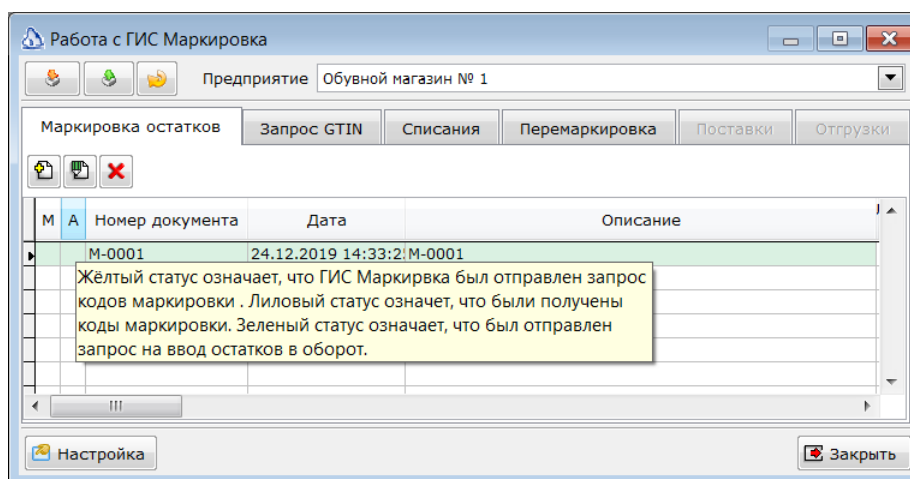 Работа с ГИС Маркировка
Предприятие Обувной магазин № 1
Маркировка остатков Запрос GTIN Списания Перемаркировка Поставки Отгрузки
М А Номер документа Дата Описание
М-0001 24.12.2019 14:33:2 М-0001
Жёлтый статус означает, что ГИС Маркирвка был отправлен запрос
кодов маркировки . Лиловый статус означет, что были получены
коды маркировки. Зеленый статус означает, что был отправлен
запрос на ввод остатков в оборот.
Настройка Закрыть